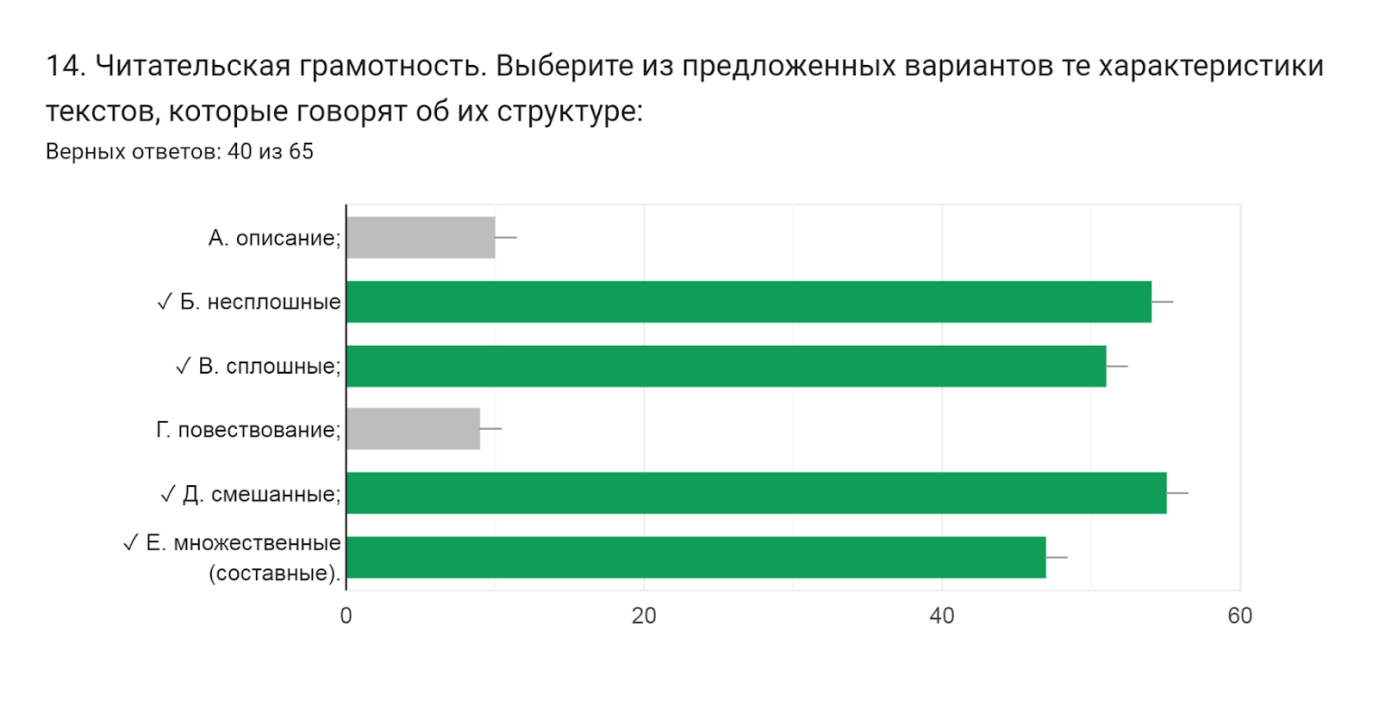 14. Читательская грамотность. Выберите из предложенных вариантов те характеристики
текстов, которые говорят об их структуре:
Верных ответов: 40 из 65
А. описание;
✓ Б. несплошные
✓ В. сплошные;
Г. повествование;
✓ Д. смешанные;
✓ Е. множественные
(составные).
0 20 40 60